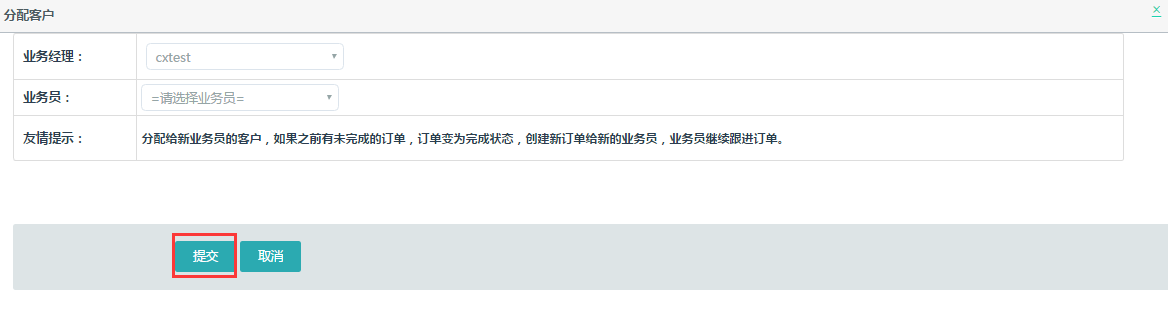 分配客户
×
业务经理：
cxtest
业务员：
=请选择业务员=
友情提示：
分配给新业务员的客户，如果之前有未完成的订单，订单变为完成状态，创建新订单给新的业务员，业务员继续跟进订单。
提交
取消